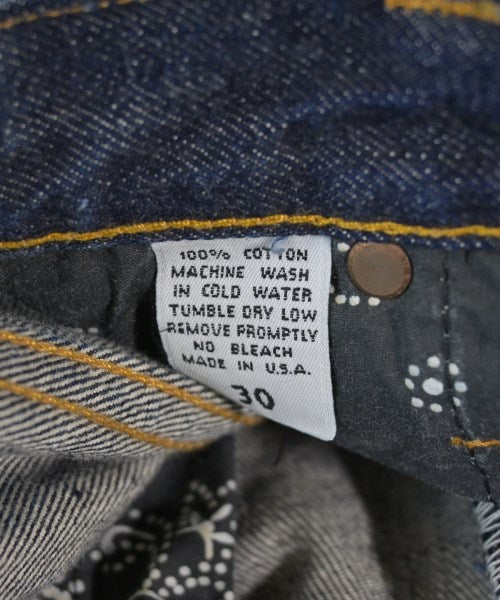 100% COTTON
MACHINE WASH
IN COLD WATER
TUMBLE DRY LOW
REMOVE PROMPTLY
NO BLEACH
MADE IN U.S.A.
30